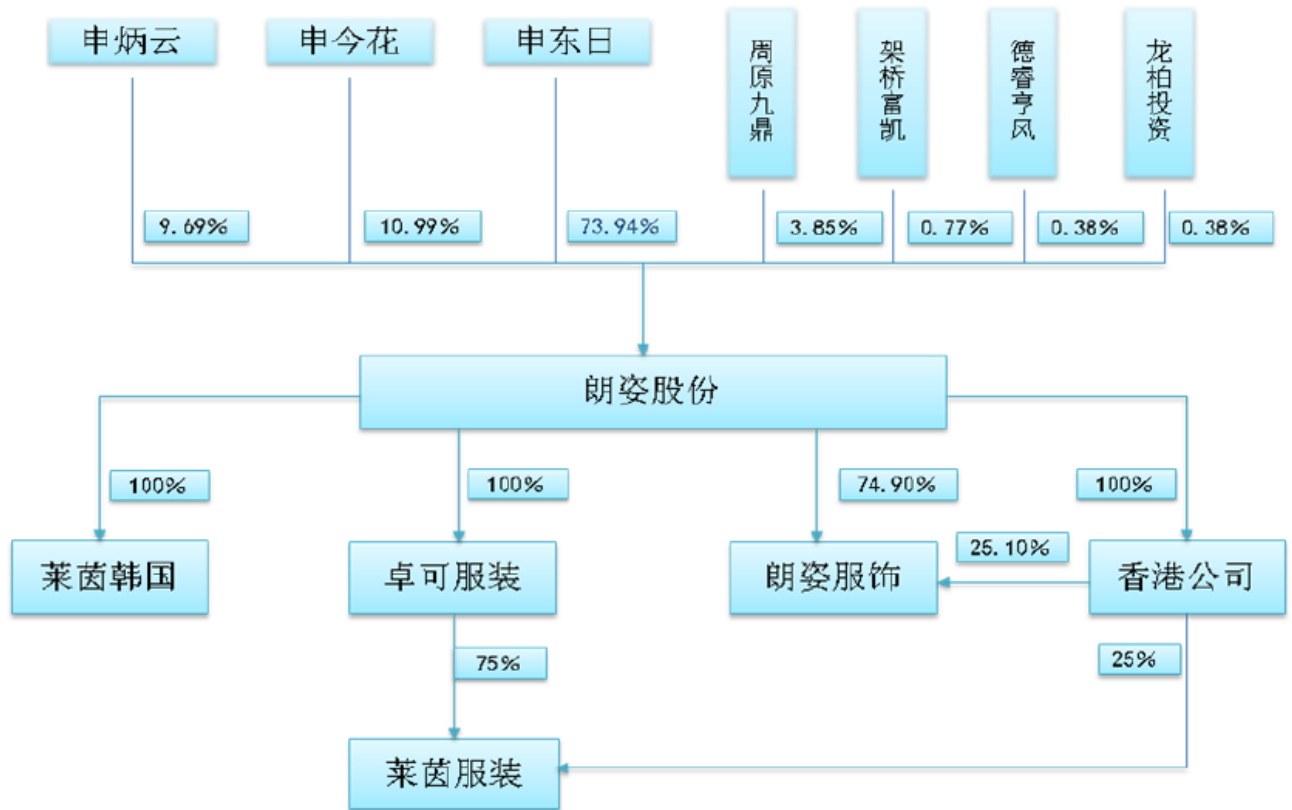 申炳云
申今花
申东日
周原九鼎
架桥富凯
德睿亨风
龙柏投资
9.69%
10.99%
73.94%
3.85%
0.77%
0.38%
0.38%
朗姿股份
100%
100%
74.90%
100%
莱茵韩国
卓可服装
朗姿服饰
25.10%
香港公司
75%
25%
莱茵服装